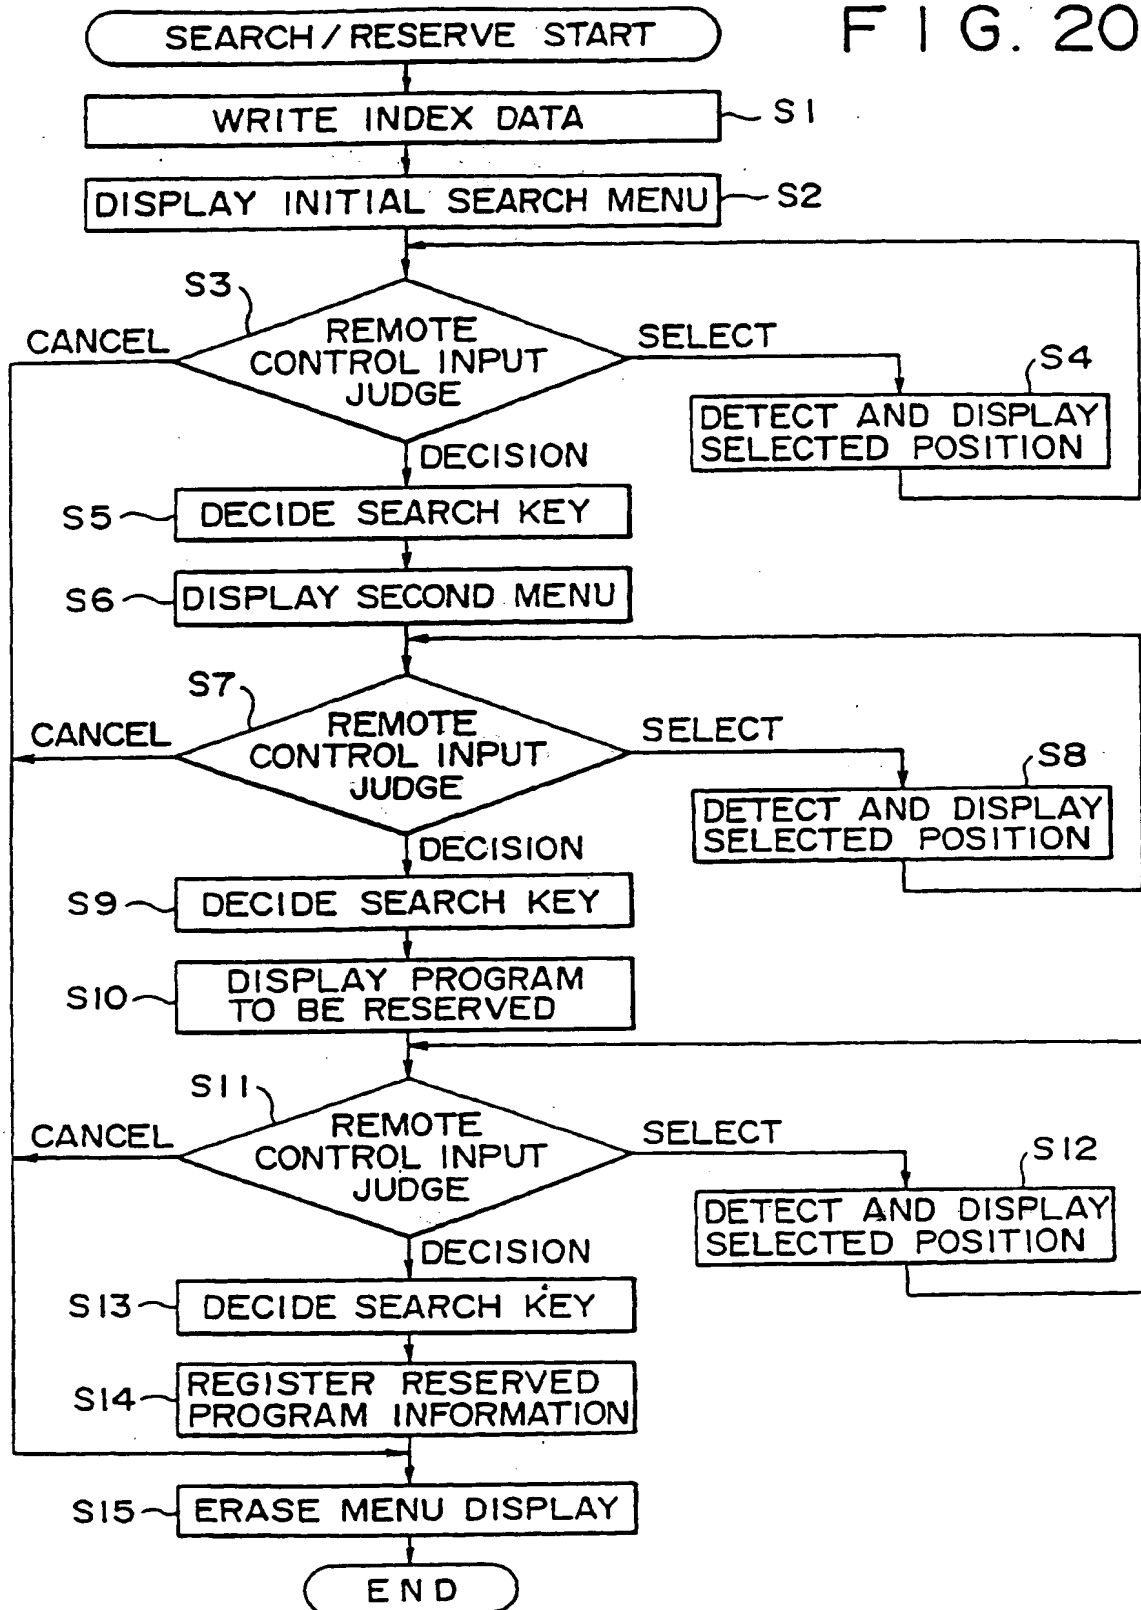 FIG. 20
SEARCH/RESERVE START
WRITE INDEX DATA
S1
DISPLAY INITIAL SEARCH MENU
S2
S3
CANCEL
REMOTE
CONTROL INPUT
JUDGE
SELECT
S4
DETECT AND DISPLAY
SELECTED POSITION
DECISION
S5
DECIDE SEARCH KEY
S6
DISPLAY SECOND MENU
S7
CANCEL
REMOTE
CONTROL INPUT
JUDGE
SELECT
S8
DETECT AND DISPLAY
SELECTED POSITION
DECISION
S9
DECIDE SEARCH KEY
S10
DISPLAY PROGRAM
TO BE RESERVED
S11
CANCEL
REMOTE
CONTROL INPUT
JUDGE
SELECT
S12
DETECT AND DISPLAY
SELECTED POSITION
DECISION
S13
DECIDE SEARCH KEY
S14
REGISTER RESERVED
PROGRAM INFORMATION
S15
ERASE MENU DISPLAY
END